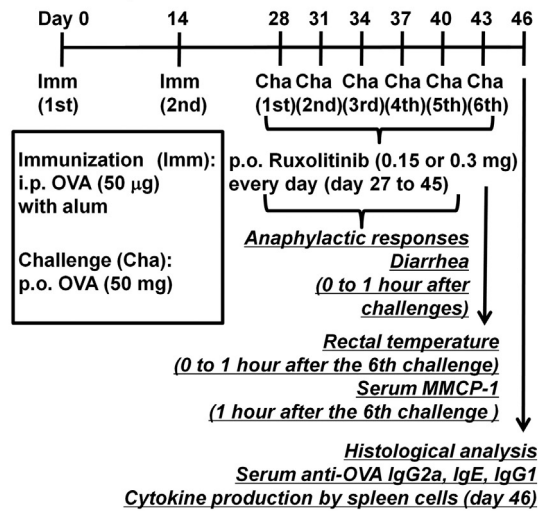 Day 0 14 28 31 34 37 40 43 46
Imm Imm Cha Cha Cha Cha Cha Cha
(1st) (2nd) (1st)(2nd)(3rd)(4th)(5th)(6th)
Immunization (Imm):
i.p. OVA (50 μg)
with alum
Challenge (Cha):
p.o. OVA (50 mg)
p.o. Ruxolitinib (0.15 or 0.3 mg)
every day (day 27 to 45)
Anaphylactic responses
Diarrhea
(0 to 1 hour after
challenges)
Rectal temperature
(0 to 1 hour after the 6th challenge)
Serum MMCP-1
(1 hour after the 6th challenge )
Histological analysis
Serum anti-OVA IgG2a, IgE, IgG1
Cytokine production by spleen cells (day 46)